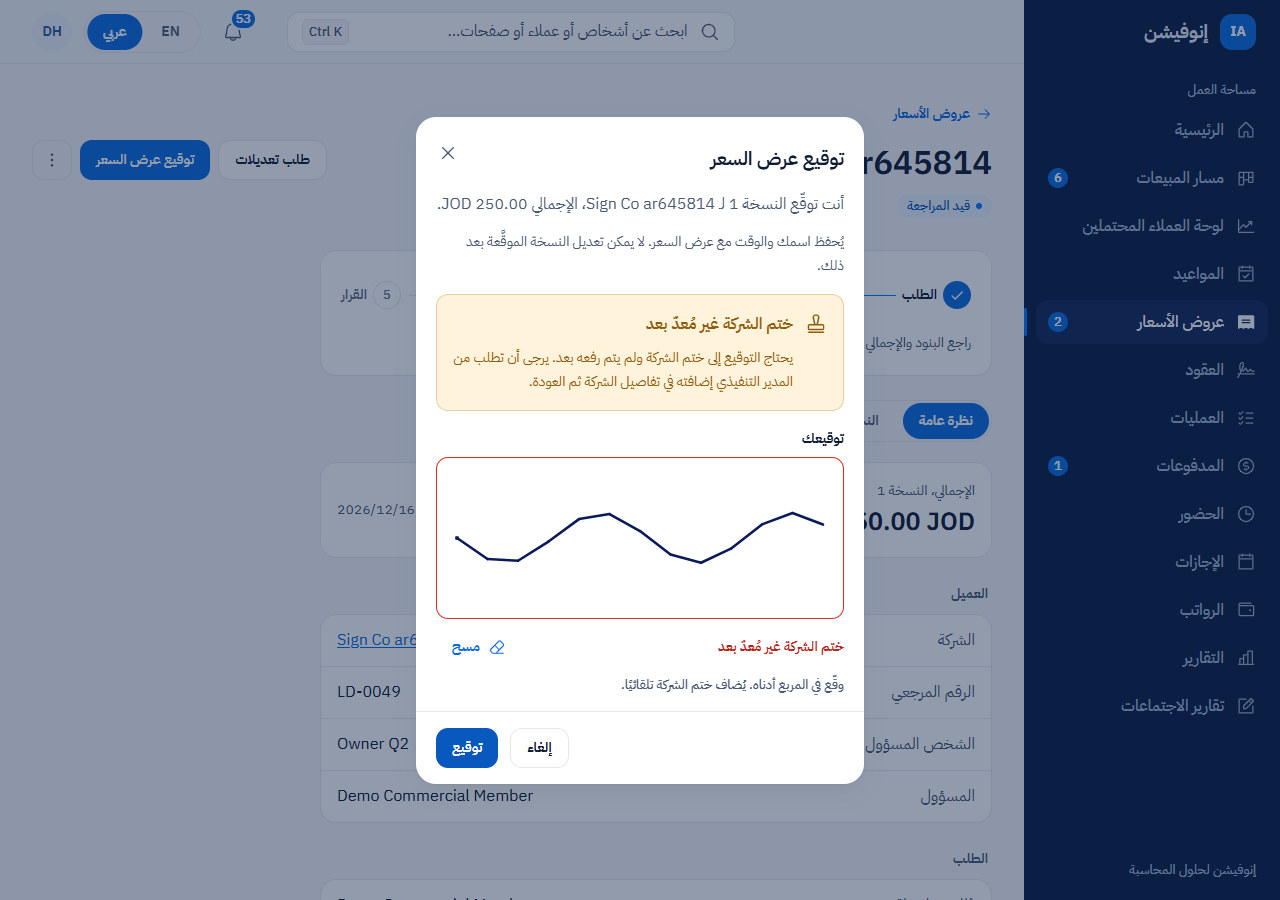 IA
إنوفيشن
ابحث عن أشخاص أو عملاء أو صفحات...
Ctrl K
53
EN
عربي
DH
مساحة العمل
الرئيسية
مسار المبيعات
6
لوحة العملاء المحتملين
المواعيد
عروض الأسعار
2
العقود
العمليات
المدفوعات
1
الحضور
الإجازات
الرواتب
التقارير
تقارير الاجتماعات
إنوفيشن لحلول المحاسبة
عروض الأسعار
r645814
قيد المراجعة
طلب تعديلات
توقيع عرض السعر
الطلب
5
القرار
راجع البنود والإجمالي
نظرة عامة
الإجمالي، النسخة 1
50.00 JOD
2026/12/16
العميل
الشركة
Sign Co ar6
الرقم المرجعي
LD-0049
الشخص المسؤول
Owner Q2
المسؤول
Demo Commercial Member
الطلب
توقيع عرض السعر
أنت توقّع النسخة 1 لـ Sign Co ar645814، الإجمالي 250.00 JOD.
يُحفظ اسمك والوقت مع عرض السعر. لا يمكن تعديل النسخة الموقَّعة بعد
ذلك.
ختم الشركة غير مُعدّ بعد
يحتاج التوقيع إلى ختم الشركة ولم يتم رفعه بعد. يرجى أن تطلب من
المدير التنفيذي إضافته في تفاصيل الشركة ثم العودة.
توقيعك
ختم الشركة غير مُعدّ بعد
مسح
وقّع في المربع أدناه. يُضاف ختم الشركة تلقائيًا.
إلغاء
توقيع